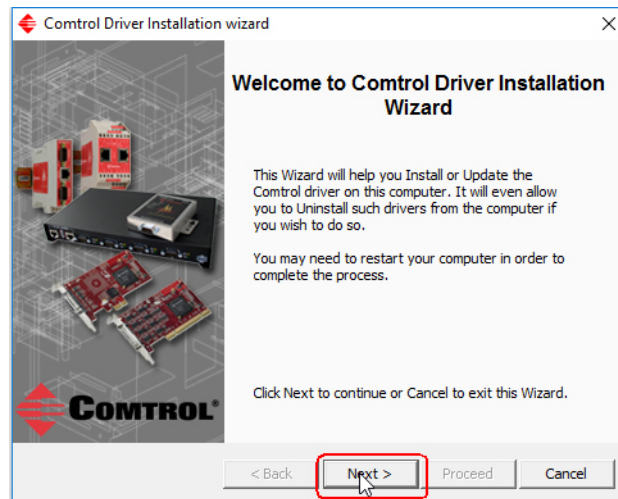 Comtrol Driver Installation wizard
Welcome to Comtrol Driver Installation
Wizard
This Wizard will help you Install or Update the
Comtrol driver on this computer. It will even allow
you to Uninstall such drivers from the computer if
you wish to do so.
You may need to restart your computer in order to
complete the process.
Click Next to continue or Cancel to exit this Wizard.
COMTROL®
< Back
Next >
Proceed
Cancel